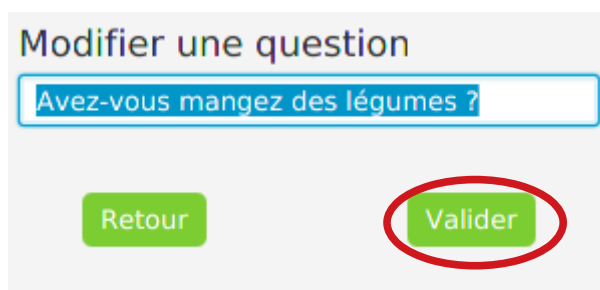 Modifier une question
Avez-vous mangez des légumes ?
Retour Valider